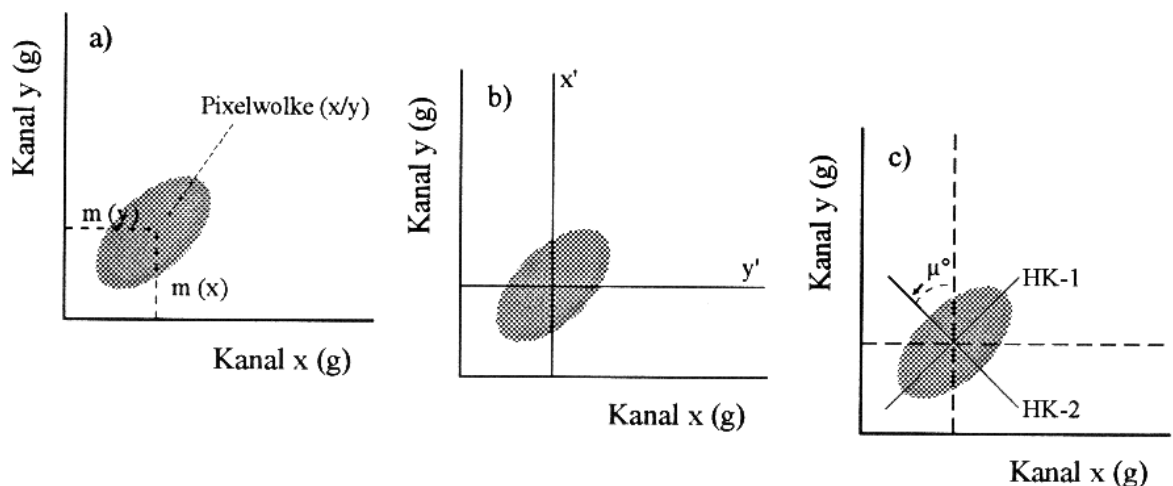 a)
Kanal y (g)
Pixelwolke (x/y)
m (y)
m (x)
Kanal x (g)
b)
Kanal y (g)
x'
y'
Kanal x (g)
c)
Kanal y (g)
μ°
HK-1
HK-2
Kanal x (g)